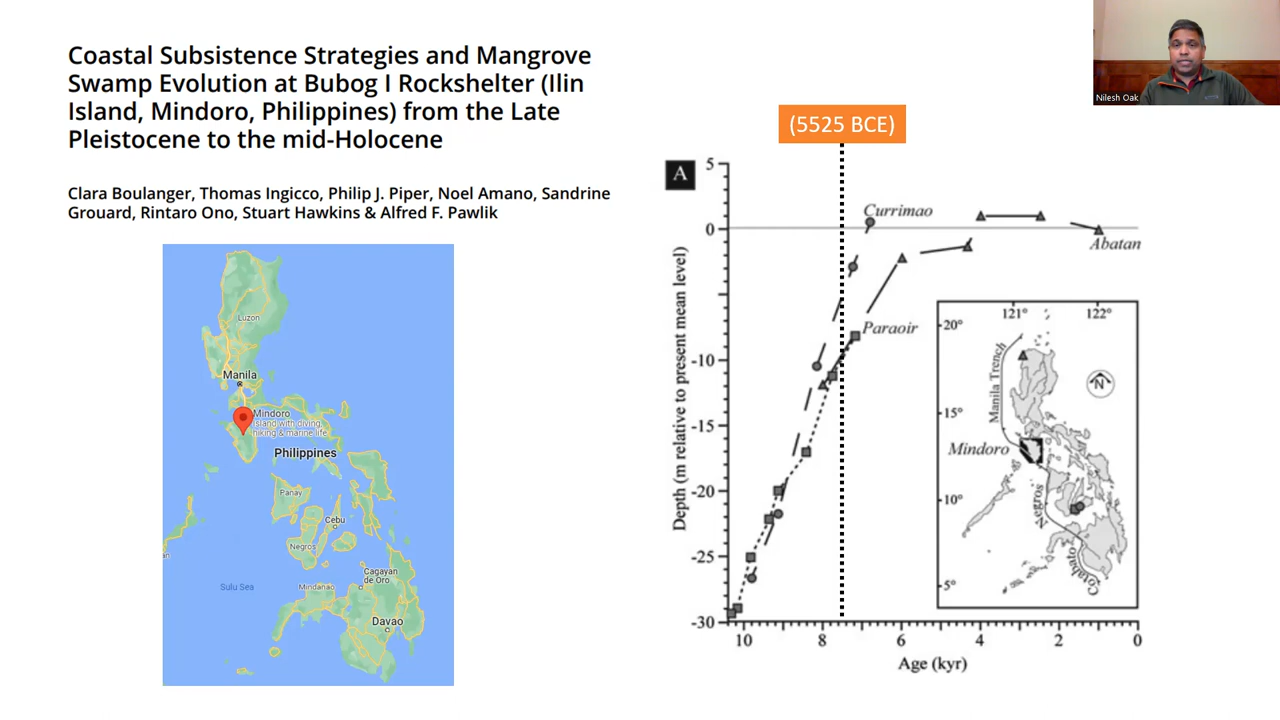 Coastal Subsistence Strategies and Mangrove
Swamp Evolution at Bubog I Rockshelter (Ilin
Island, Mindoro, Philippines) from the Late
Pleistocene to the mid-Holocene
Clara Boulanger, Thomas Ingicco, Philip J. Piper, Noel Amano, Sandrine
Grouard, Rintaro Ono, Stuart Hawkins & Alfred F. Pawlik
Luzon
Manila
Mindoro
Island with diving,
hiking & marine life
Philippines
Panay
Cebu
Negros
Sulu Sea
Mindanao
Cagayan
de Oro
Davao
Nilesh Oak
(5525 BCE)
A
5
0
-10
-15
-20
-25
-30
Depth (m relative to present mean level)
10
8
6
4
2
0
Age (kyr)
Currimao
Abatan
Paraoir
121°
122°
20°
15°
10°
5°
Manila Trench
N
Mindoro
Negros
Cotabato